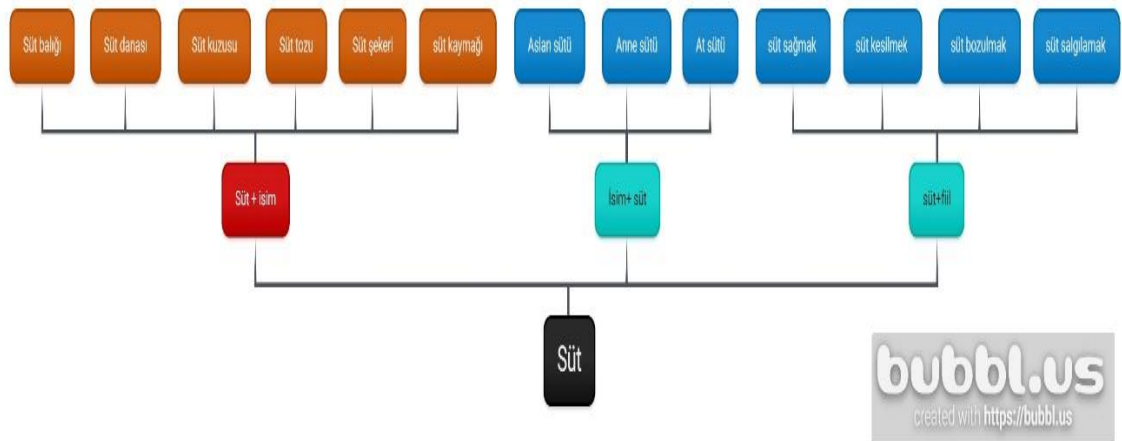 Süt balığı
Süt danası
Süt kuzusu
Süt tozu
Süt şekeri
süt kaymağı
Aslan sütü
Anne sütü
At sütü
süt sağmak
süt kesilmek
süt bozulmak
süt salgılamak
Süt + isim
İsim+ süt
süt+fiil
Süt
bubbl.us
created with https://bubbl.us